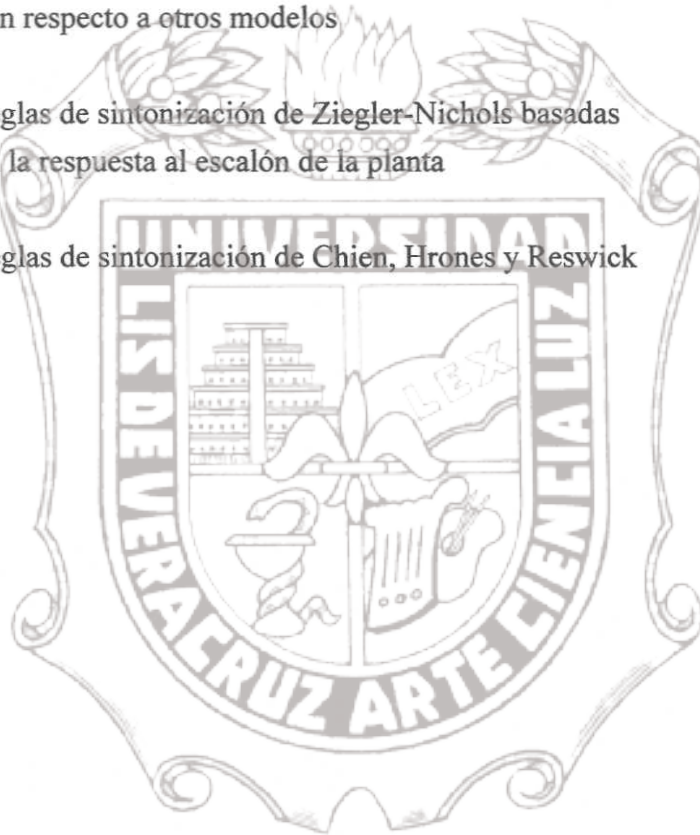 n respecto a otros modelos
glas de sintonización de Ziegler-Nichols basadas
la respuesta al escalón de la planta
UNIVERSIDAD
glas de sintonización de Chien, Hrones y Reswick
LIS DE VERACRUZ ARTE CIENCIA LUZ
LEX